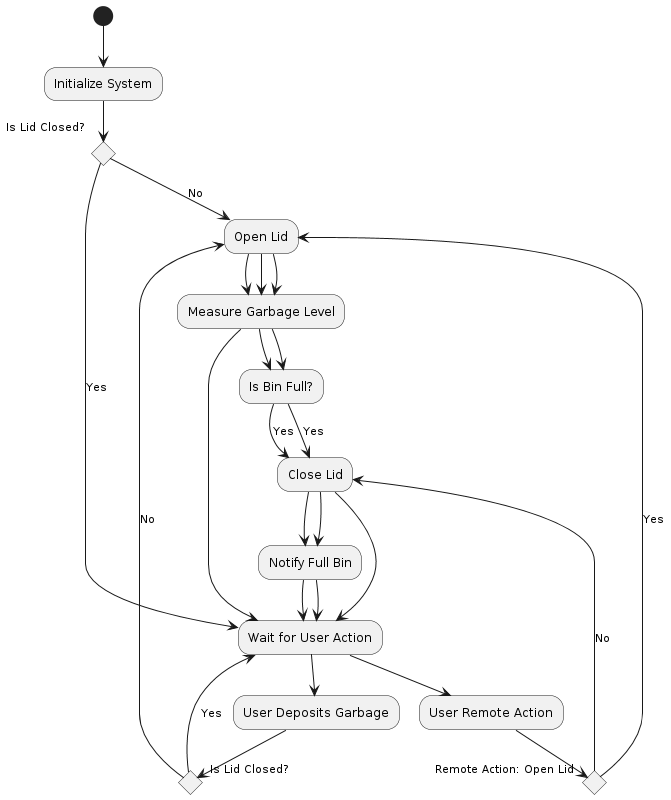 Initialize System
Is Lid Closed?
No
Open Lid
Measure Garbage Level
Yes
Is Bin Full?
Yes
Yes
Close Lid
No
Yes
Notify Full Bin
Wait for User Action
No
Yes
User Deposits Garbage
User Remote Action
Is Lid Closed?
Remote Action: Open Lid